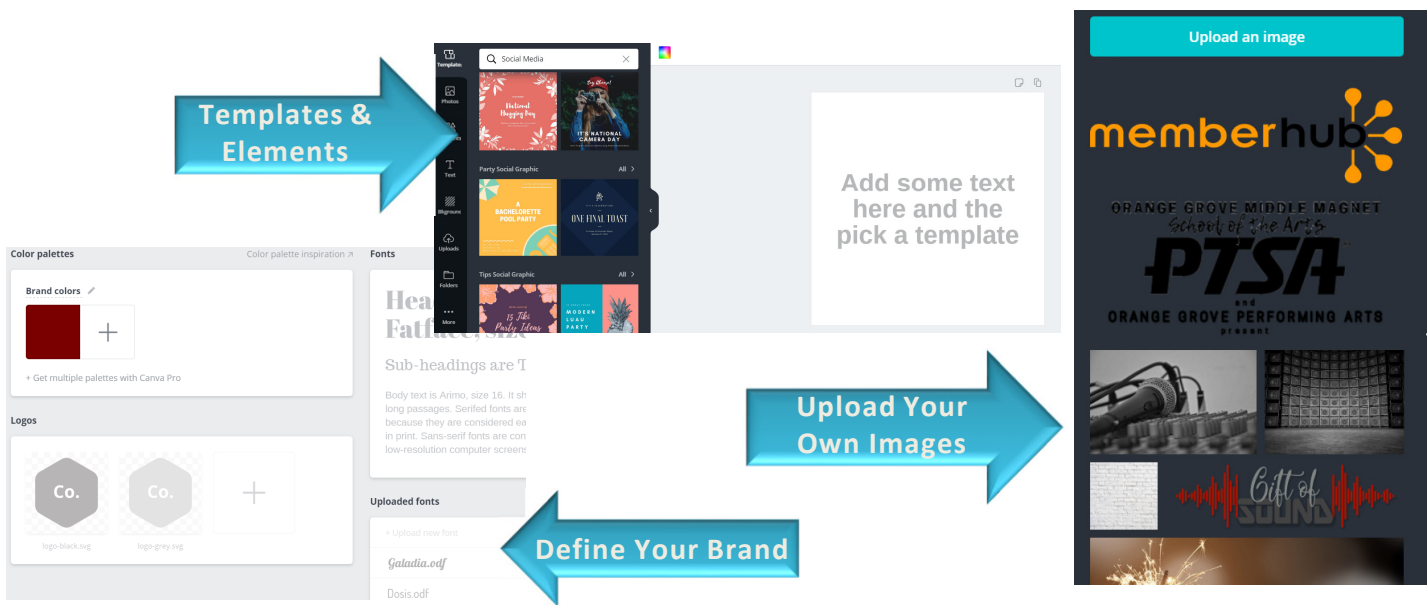 Templates &
Elements
Templates
Photos
Text
Bkground
Uploads
Folders
More
Social Media
National
Hugging Day
Say Cheese!
IT'S NATIONAL
CAMERA DAY
Party Social Graphic
All >
A
BACHELORETTE
POOL PARTY
ONE FINAL TOAST
Tips Social Graphic
All >
15 Tiki
Party Ideas
MODERN
LUAU
PARTY
Add some text
here and the
pick a template
Upload an image
memberhub
ORANGE GROVE MIDDLE MAGNET
School of the Arts
PTSA
and
ORANGE GROVE PERFORMING ARTS
present
Gift of
SOUND
Upload Your
Own Images
Color palettes
Color palette inspiration
Brand colors
+ Get multiple palettes with Canva Pro
Logos
Co.
Co.
logo-black.svg
logo-grey.svg
Fonts
Hea
Fatface, size
Sub-headings are T
Body text is Arimo, size 16. It sh
long passages. Serifed fonts are
because they are considered ea
in print. Sans-serif fonts are con
low-resolution computer screens
Uploaded fonts
+ Upload new font
Galadia.odf
Dosis.odf
Define Your Brand